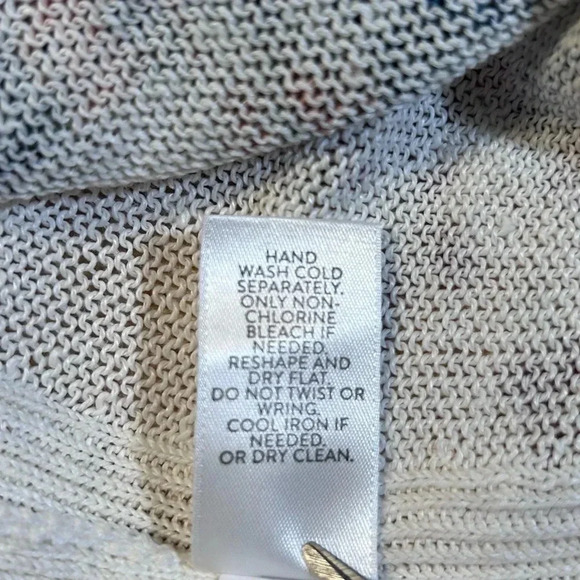 HAND
WASH COLD
SEPARATELY.
ONLY NON-
CHLORINE
BLEACH IF
NEEDED.
RESHAPE AND
DRY FLAT.
DO NOT TWIST OR
WRING.
COOL IRON IF
NEEDED.
OR DRY CLEAN.